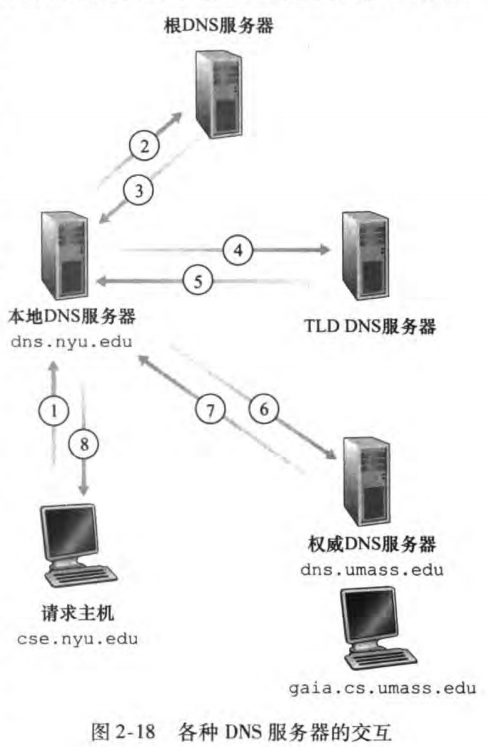 根DNS服务器
2
3
4
5
本地DNS服务器
dns.nyu.edu
TLD DNS服务器
1
8
7
6
权威DNS服务器
dns.umass.edu
请求主机
cse.nyu.edu
gaia.cs.umass.edu
图 2-18 各种 DNS 服务器的交互